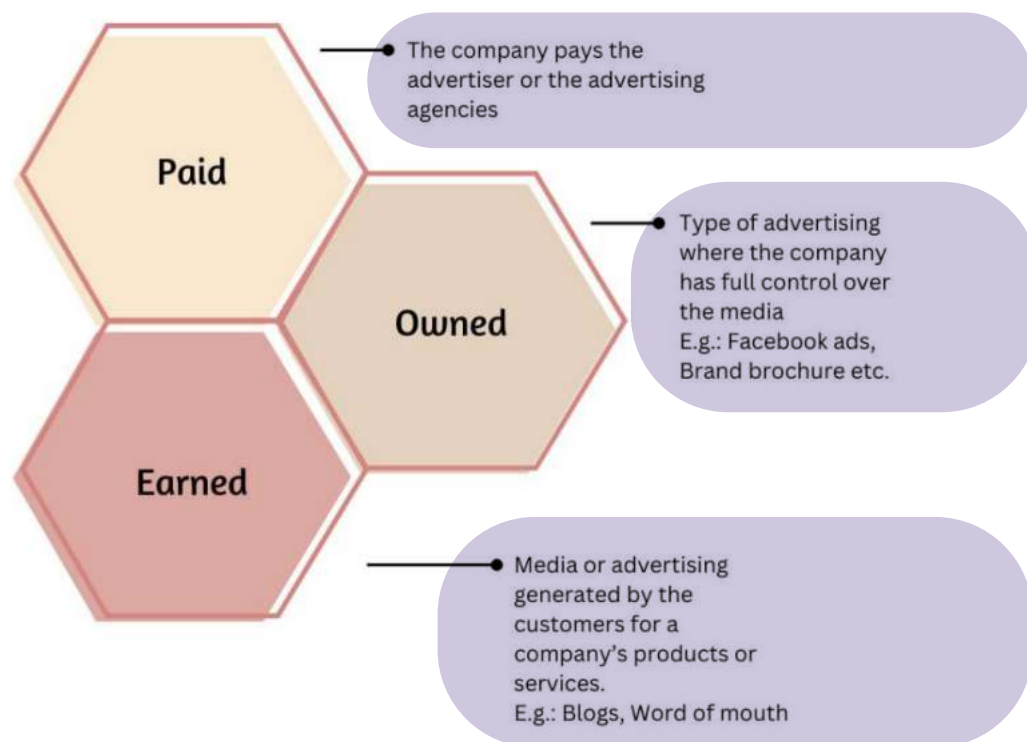 Paid
The company pays the
advertiser or the advertising
agencies
Owned
Type of advertising
where the company
has full control over
the media
E.g.: Facebook ads,
Brand brochure etc.
Earned
Media or advertising
generated by the
customers for a
company’s products or
services.
E.g.: Blogs, Word of mouth